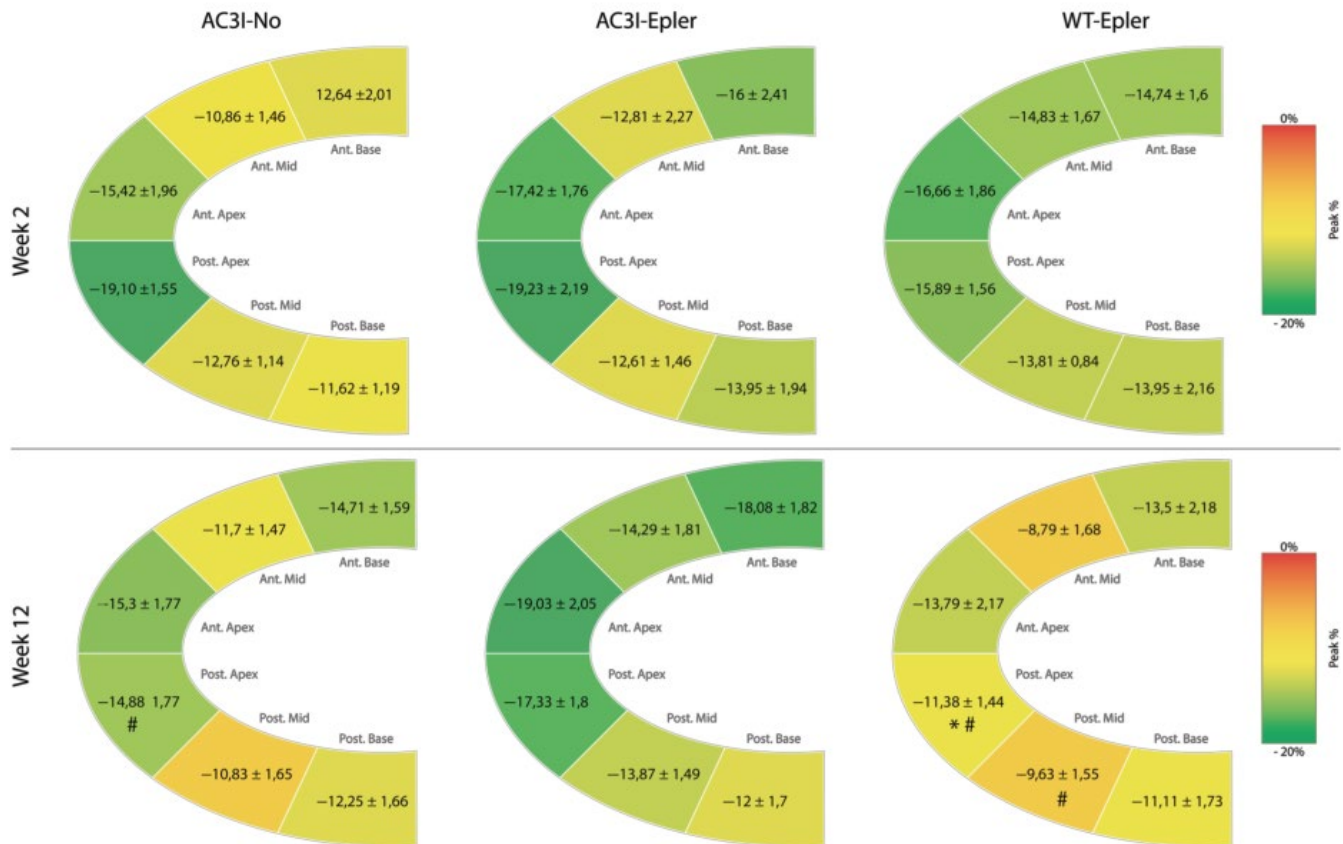 AC3I-No
AC3I-Epler
WT-Epler
Week 2
12,64 ±2,01
−10,86 ± 1,46
Ant. Base
Ant. Mid
−15,42 ±1,96
Ant. Apex
Post. Apex
−19,10 ±1,55
Post. Mid
Post. Base
−12,76 ± 1,14
−11,62 ± 1,19
−16 ± 2,41
−12,81 ± 2,27
Ant. Base
Ant. Mid
−17,42 ± 1,76
Ant. Apex
Post. Apex
−19,23 ± 2,19
Post. Mid
Post. Base
−12,61 ± 1,46
−13,95 ± 1,94
−14,74 ± 1,6
−14,83 ± 1,67
Ant. Base
Ant. Mid
−16,66 ± 1,86
Ant. Apex
Post. Apex
−15,89 ± 1,56
Post. Mid
Post. Base
−13,81 ± 0,84
−13,95 ± 2,16
0%
Peak %
- 20%
Week 12
−14,71 ± 1,59
−11,7 ± 1,47
Ant. Base
Ant. Mid
−15,3 ± 1,77
Ant. Apex
Post. Apex
−14,88 1,77
#
Post. Mid
Post. Base
−10,83 ± 1,65
−12,25 ± 1,66
−18,08 ± 1,82
−14,29 ± 1,81
Ant. Base
Ant. Mid
−19,03 ± 2,05
Ant. Apex
Post. Apex
−17,33 ± 1,8
Post. Mid
Post. Base
−13,87 ± 1,49
−12 ± 1,7
−13,5 ± 2,18
−8,79 ± 1,68
Ant. Base
Ant. Mid
−13,79 ± 2,17
Ant. Apex
Post. Apex
−11,38 ± 1,44
* #
Post. Mid
Post. Base
−9,63 ± 1,55
#
−11,11 ± 1,73
0%
Peak %
- 20%